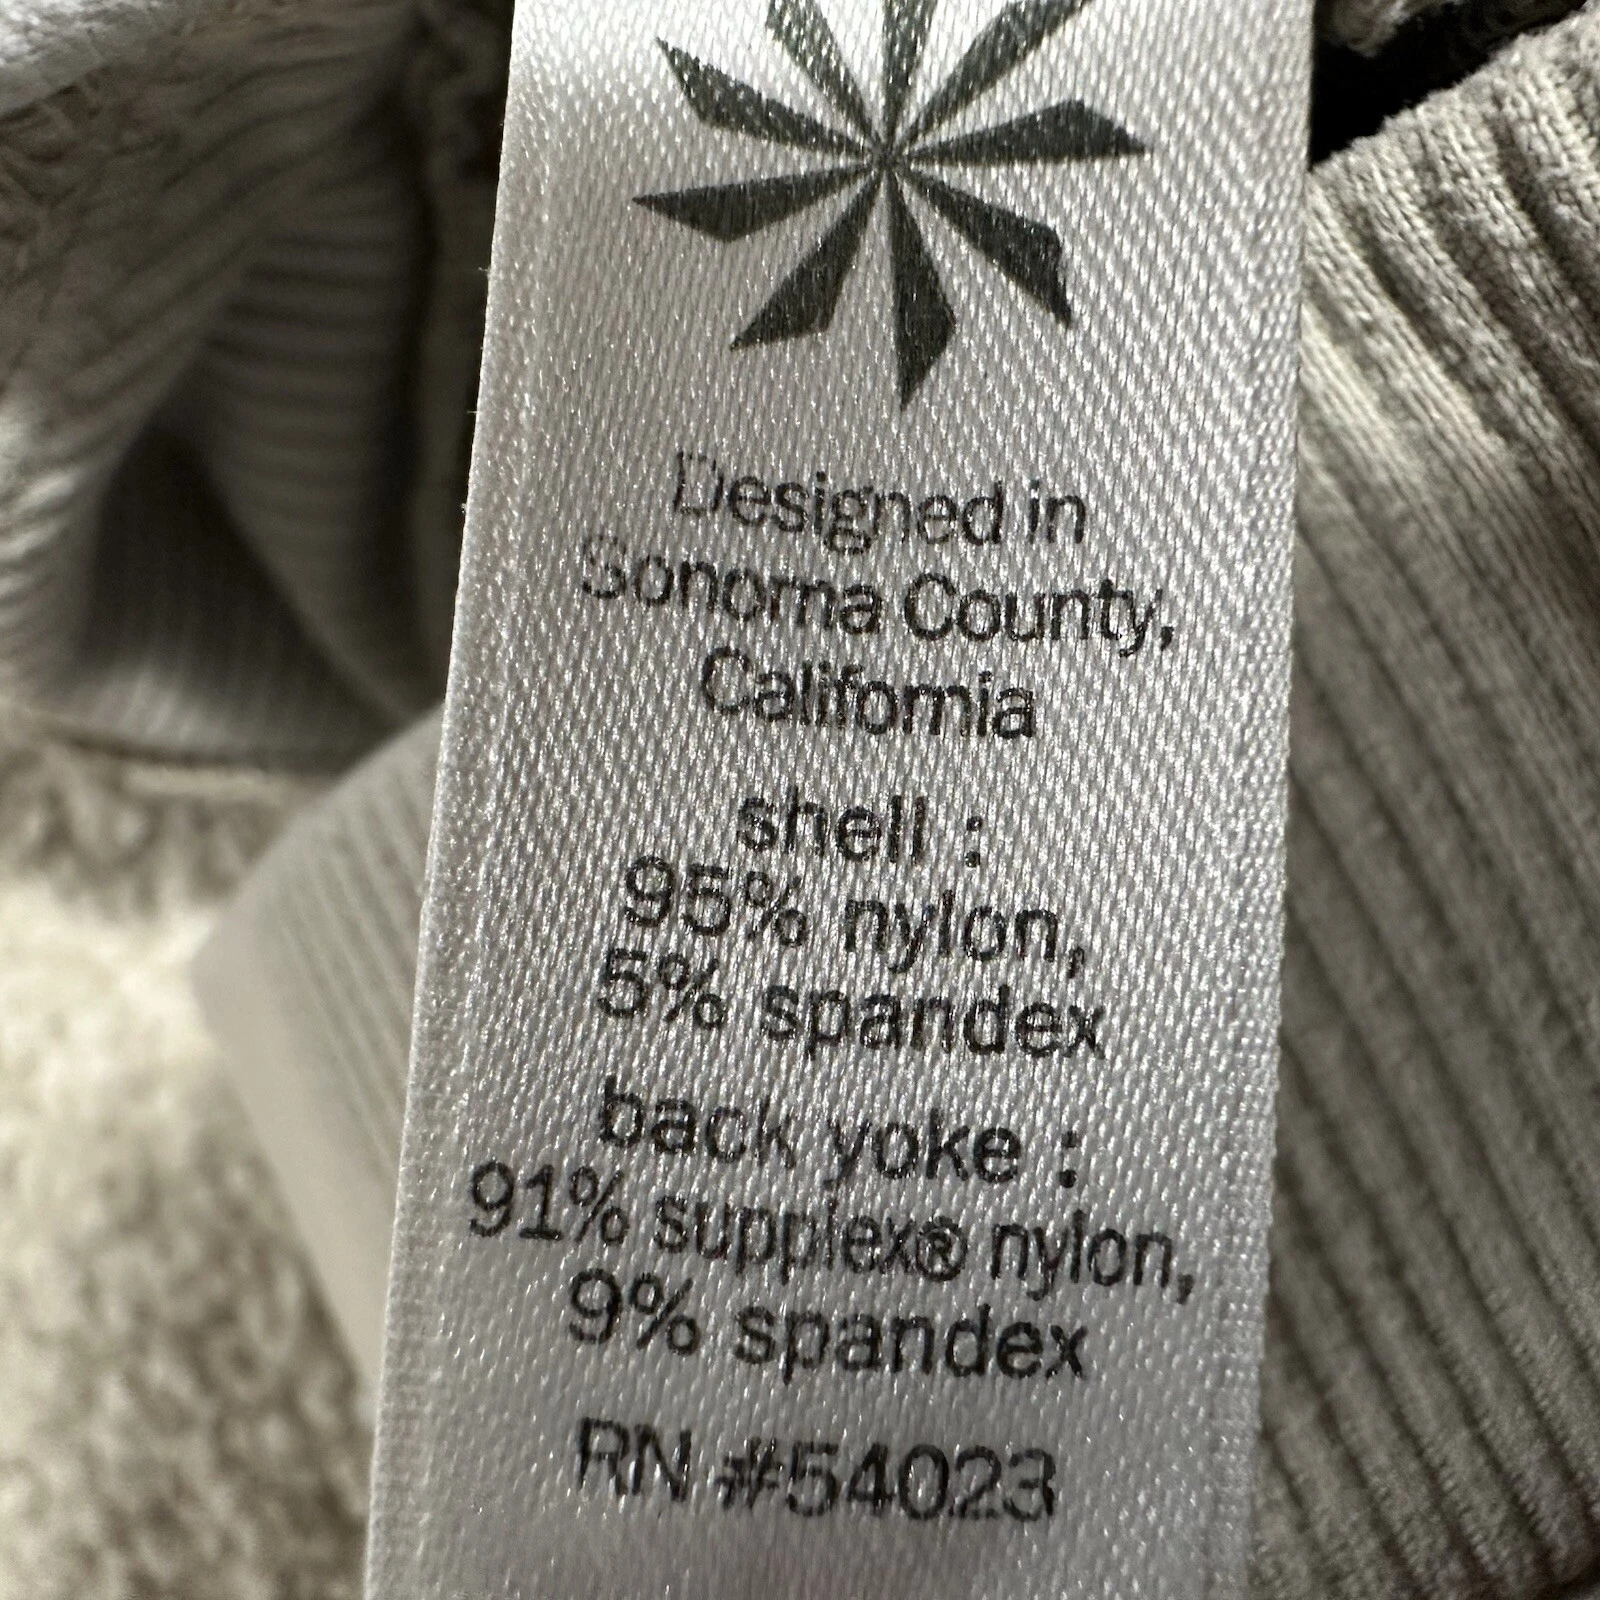 Designed in
Sonoma County,
California
shell :
95% nylon,
5% spandex
back yoke :
91% supplex® nylon,
9% spandex
RN #54023